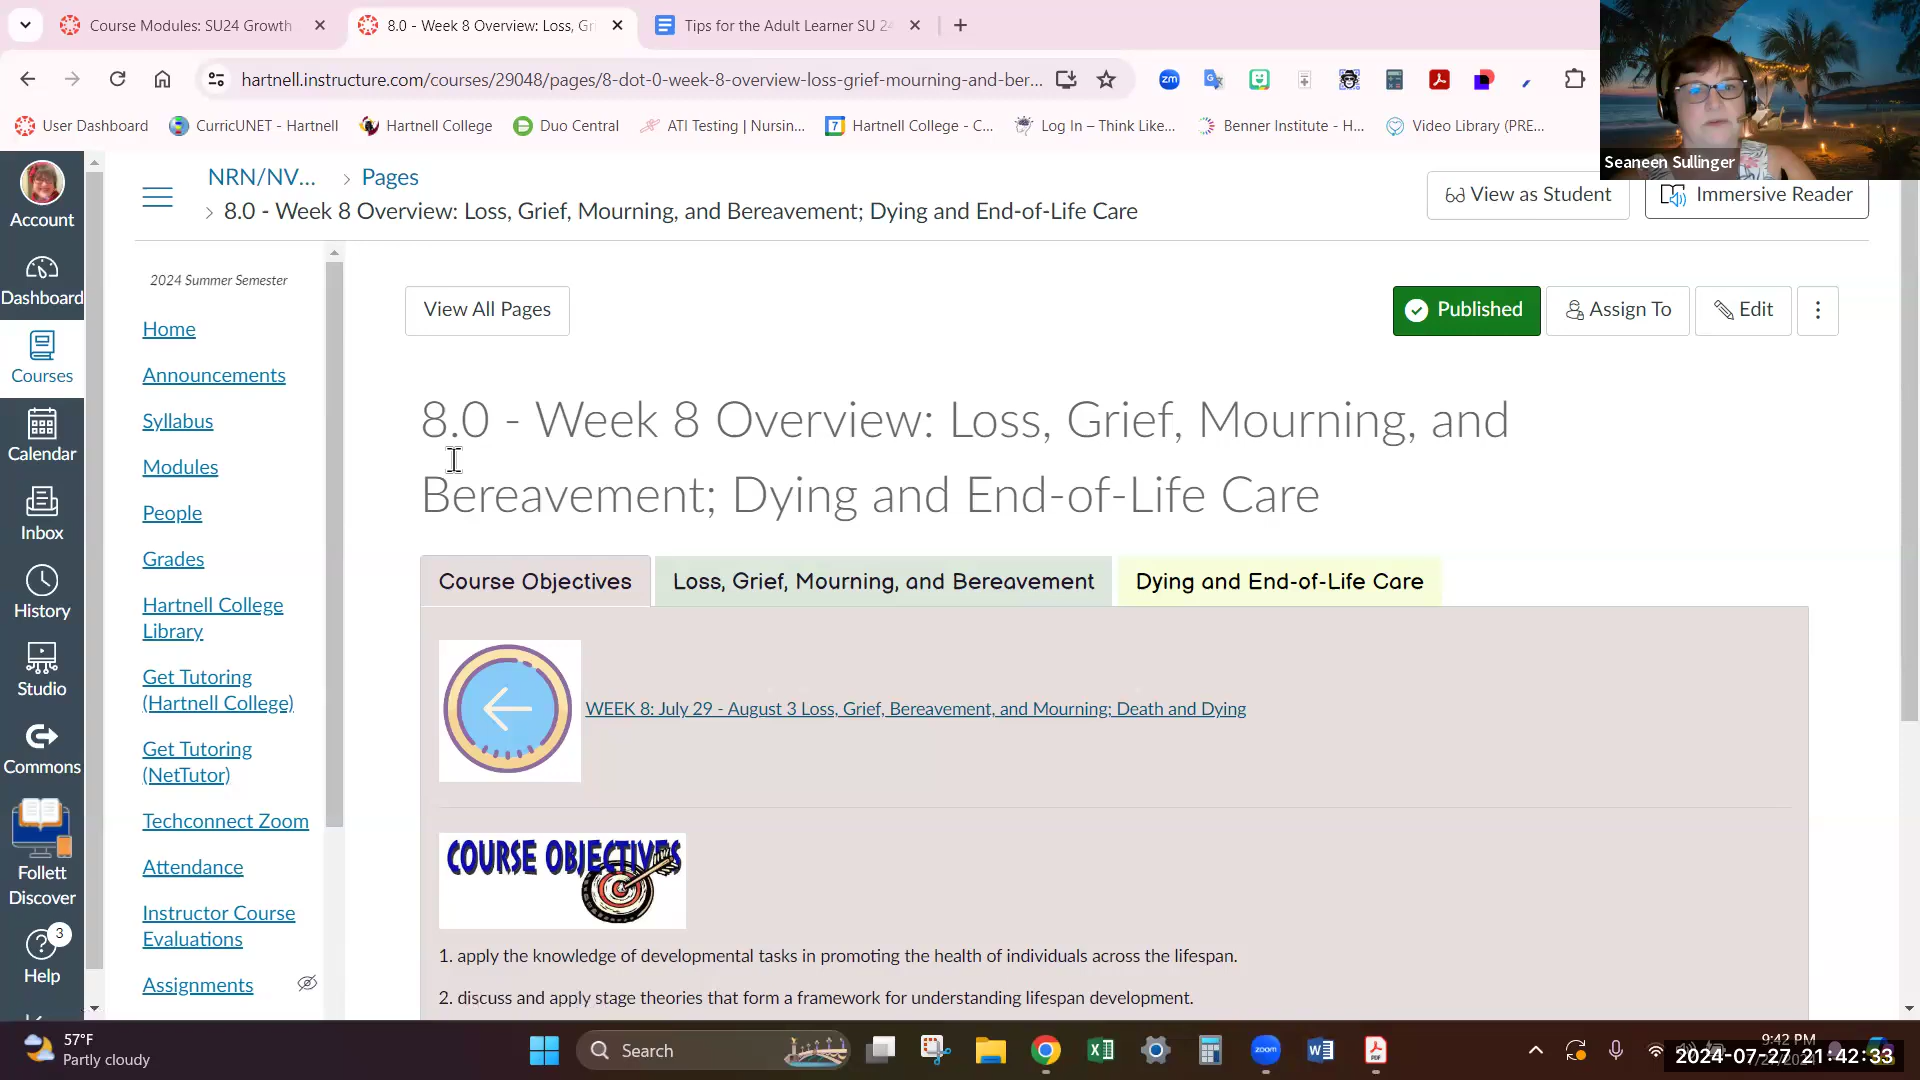 Course Modules: SU24 Growth
8.0 - Week 8 Overview: Loss, Gri
Tips for the Adult Learner SU 24
hartnell.instructure.com/courses/29048/pages/8-dot-0-week-8-overview-loss-grief-mourning-and-ber...
zm
User Dashboard
CurricUNET - Hartnell
Hartnell College
Duo Central
ATI Testing | Nursin...
7
Hartnell College - C...
Log In – Think Like...
Benner Institute - H...
Video Library (PRE...
Seaneen Sullinger
Account
Dashboard
Courses
Calendar
Inbox
History
Studio
Commons
Follett
Discover
3
Help
NRN/NV... › Pages
› 8.0 - Week 8 Overview: Loss, Grief, Mourning, and Bereavement; Dying and End-of-Life Care
View as Student
Immersive Reader
2024 Summer Semester
Home
Announcements
Syllabus
Modules
People
Grades
Hartnell College
Library
Get Tutoring
(Hartnell College)
Get Tutoring
(NetTutor)
Techconnect Zoom
Attendance
Instructor Course
Evaluations
Assignments
View All Pages
Published
Assign To
Edit
8.0 - Week 8 Overview: Loss, Grief, Mourning, and
Bereavement; Dying and End-of-Life Care
Course Objectives
Loss, Grief, Mourning, and Bereavement
Dying and End-of-Life Care
WEEK 8: July 29 - August 3 Loss, Grief, Bereavement, and Mourning; Death and Dying
COURSE OBJECTIVES
1. apply the knowledge of developmental tasks in promoting the health of individuals across the lifespan.
2. discuss and apply stage theories that form a framework for understanding lifespan development.
57°F
Partly cloudy
Search
zoom
9:42 PM
2024-07-27 21:42:33